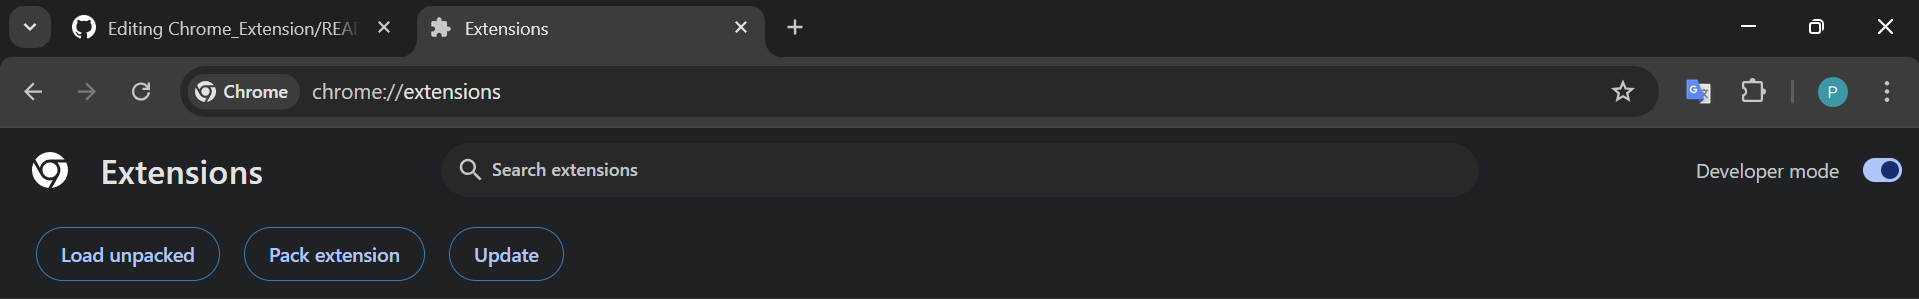 Editing Chrome_Extension/REA
Extensions
Chrome
chrome://extensions
P
Extensions
Search extensions
Developer mode
Load unpacked
Pack extension
Update